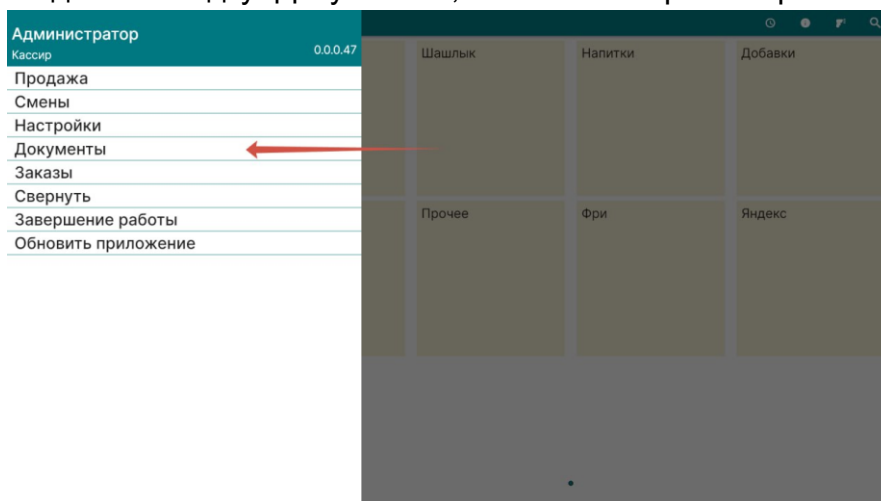 Администратор
Кассир 0.0.0.47
Продажа
Смены
Настройки
Документы
Заказы
Свернуть
Завершение работы
Обновить приложение
Шашлык Напитки Добавки
Прочее Фри Яндекс